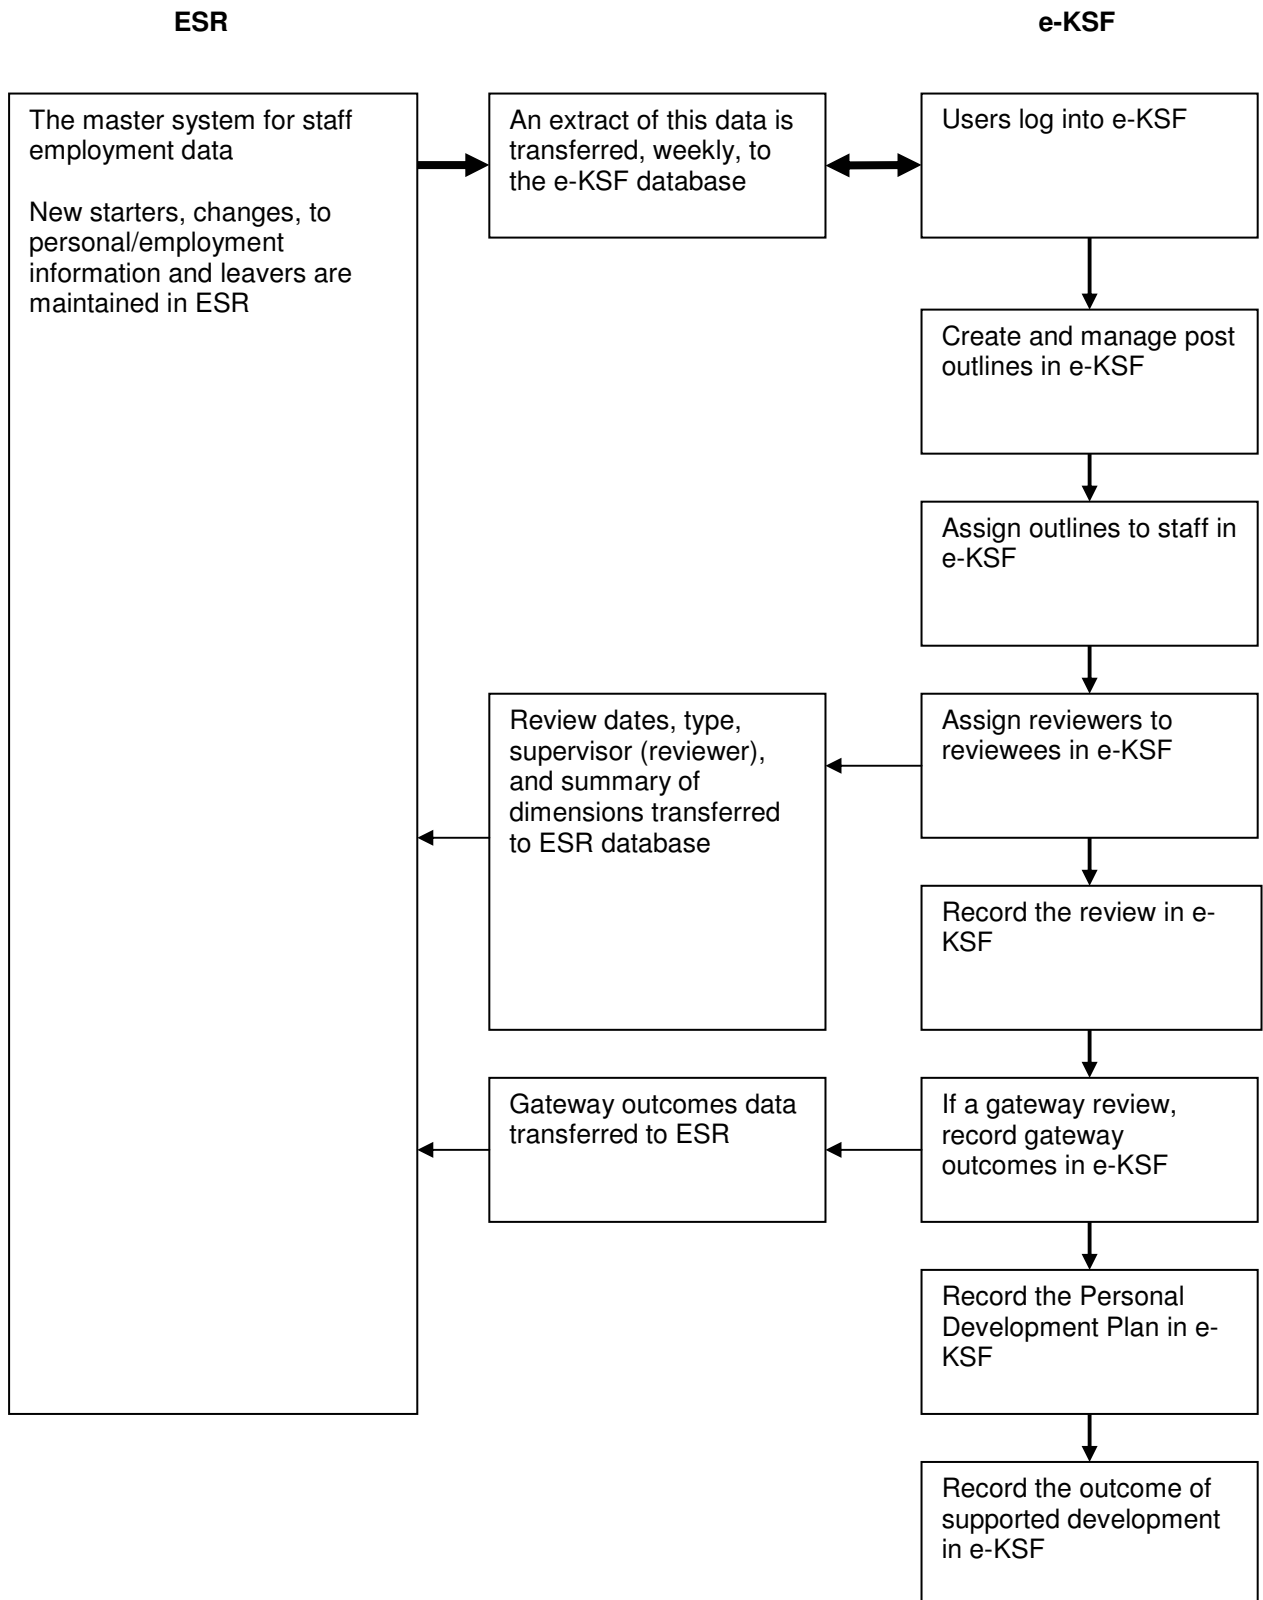 ESR
e-KSF
The master system for staff
employment data
New starters, changes, to
personal/employment
information and leavers are
maintained in ESR
An extract of this data is
transferred, weekly, to
the e-KSF database
Users log into e-KSF
Create and manage post
outlines in e-KSF
Assign outlines to staff in
e-KSF
Review dates, type,
supervisor (reviewer),
and summary of
dimensions transferred
to ESR database
Assign reviewers to
reviewees in e-KSF
Record the review in e-
KSF
Gateway outcomes data
transferred to ESR
If a gateway review,
record gateway
outcomes in e-KSF
Record the Personal
Development Plan in e-
KSF
Record the outcome of
supported development
in e-KSF